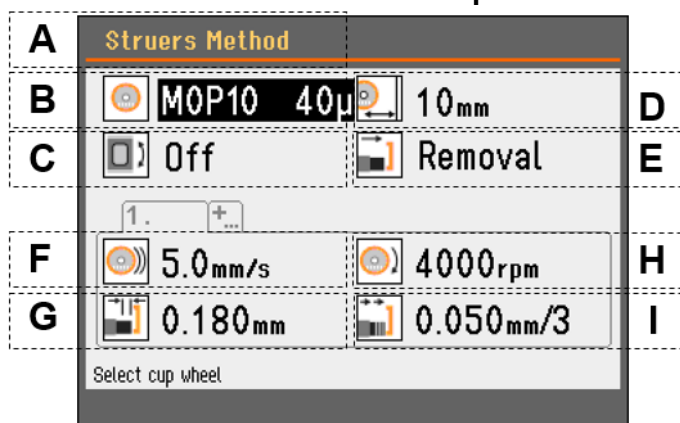 A Struers Method
B MOP10 40µ 10mm D
C Off Removal E
1. +...
F 5.0mm/s 4000rpm H
G 0.180mm 0.050mm/3 I
Select cup wheel